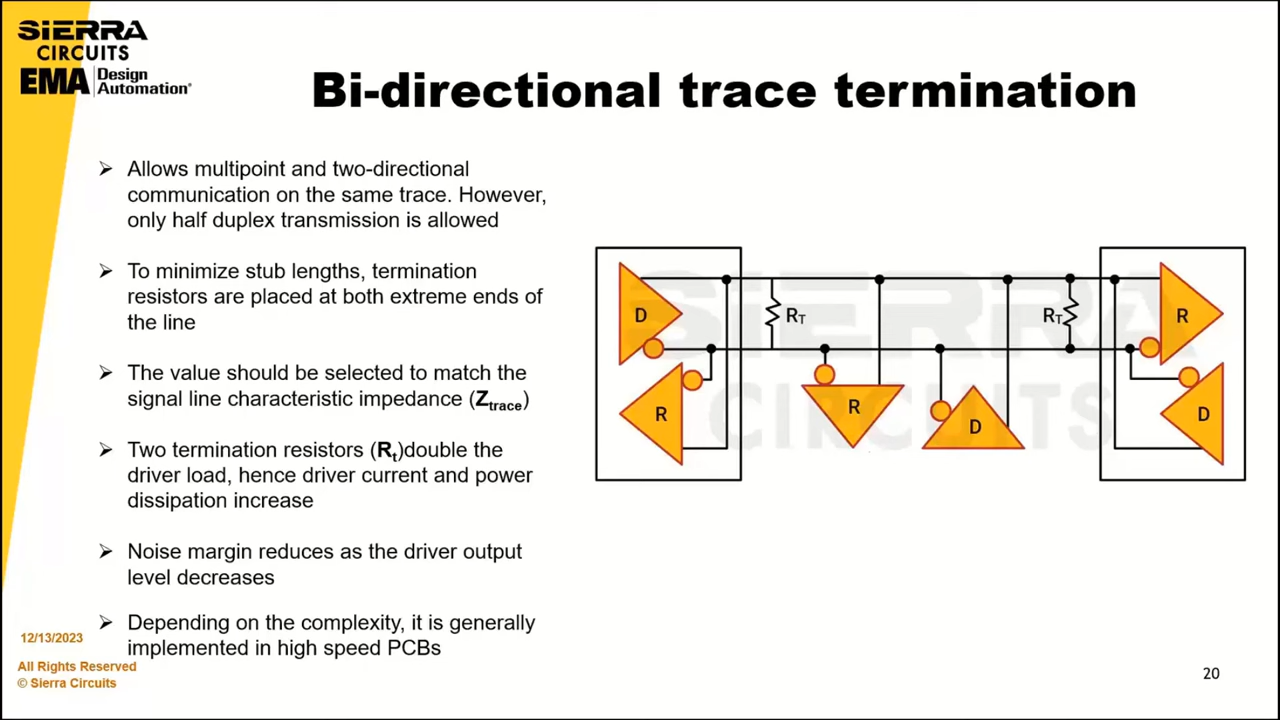 SIERRA
CIRCUITS
EMA Design
Automation®
Bi-directional trace termination
➢ Allows multipoint and two-directional
communication on the same trace. However,
only half duplex transmission is allowed
➢ To minimize stub lengths, termination
resistors are placed at both extreme ends of
the line
➢ The value should be selected to match the
signal line characteristic impedance (Ztrace)
➢ Two termination resistors (Rt)double the
driver load, hence driver current and power
dissipation increase
➢ Noise margin reduces as the driver output
level decreases
➢ Depending on the complexity, it is generally
implemented in high speed PCBs
SIERRA
CIRCUITS
D
R
RT
R
D
RT
R
D
12/13/2023
All Rights Reserved
© Sierra Circuits
20